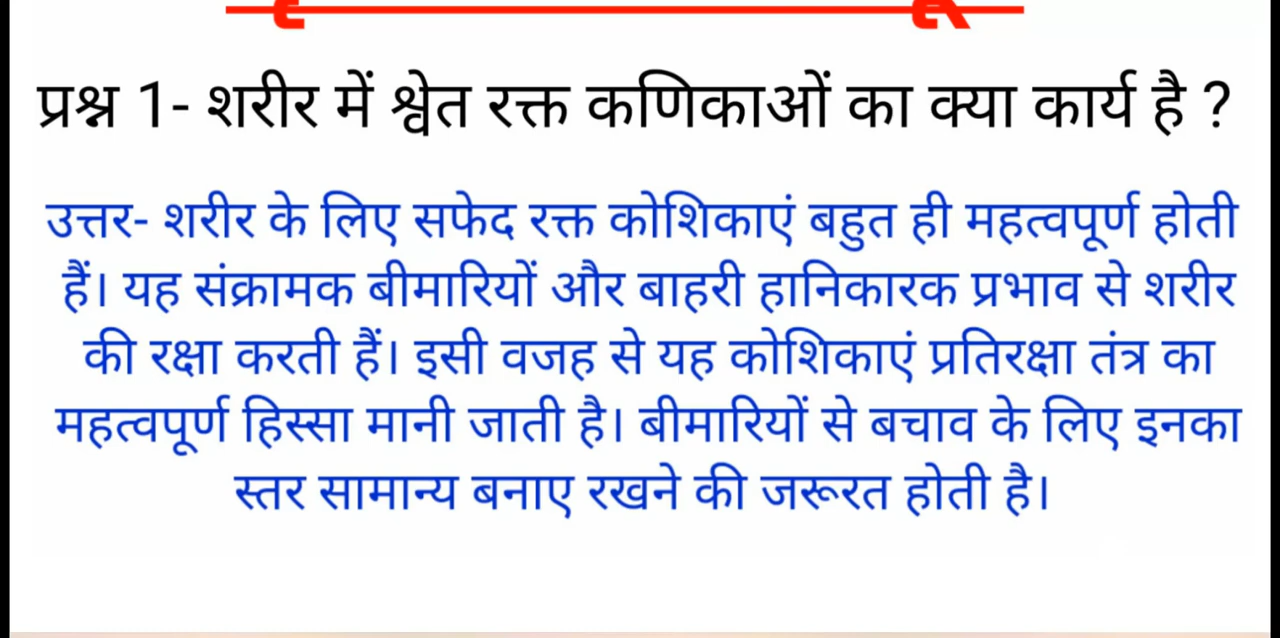 प्रश्न 1- शरीर में श्वेत रक्त कणिकाओं का क्या कार्य है ?
उत्तर- शरीर के लिए सफेद रक्त कोशिकाएं बहुत ही महत्वपूर्ण होती
हैं। यह संक्रामक बीमारियों और बाहरी हानिकारक प्रभाव से शरीर
की रक्षा करती हैं। इसी वजह से यह कोशिकाएं प्रतिरक्षा तंत्र का
महत्वपूर्ण हिस्सा मानी जाती है। बीमारियों से बचाव के लिए इनका
स्तर सामान्य बनाए रखने की जरूरत होती है।